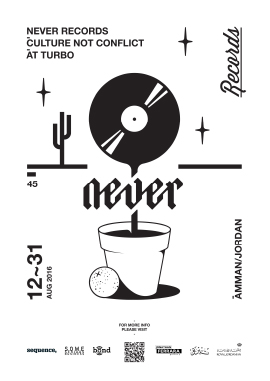 NEVER RECORDS
CULTURE NOT CONFLICT
AT TURBO
Records
45
never
12~31
AUG 2016
AMMAN/JORDAN
FOR MORE INFO
PLEASE VISIT
sequence,
SOME
bond